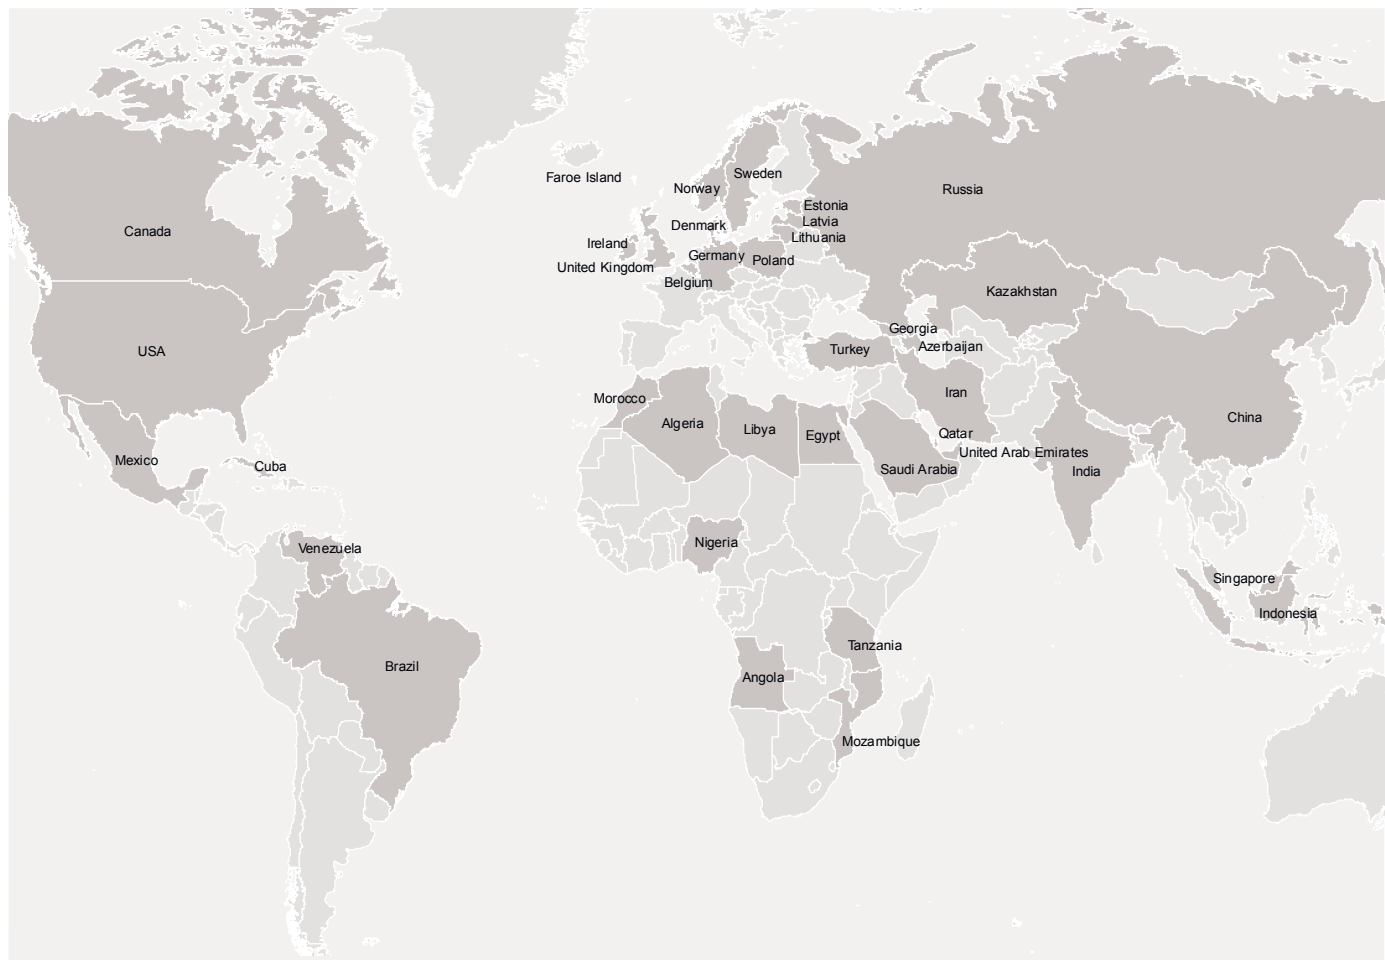 Sweden
Faroe Island
Norway
Russia
Estonia
Latvia
Denmark
Canada
Lithuania
Ireland
Germany
Poland
United Kingdom
Belgium
Kazakhstan
Georgia
Azerbaijan
USA
Turkey
Iran
Morocco
China
Algeria
Libya
Egypt
Qatar
United Arab Emirates
Mexico
Cuba
Saudi Arabia
India
Nigeria
Venezuela
Singapore
Indonesia
Tanzania
Brazil
Angola
Mozambique